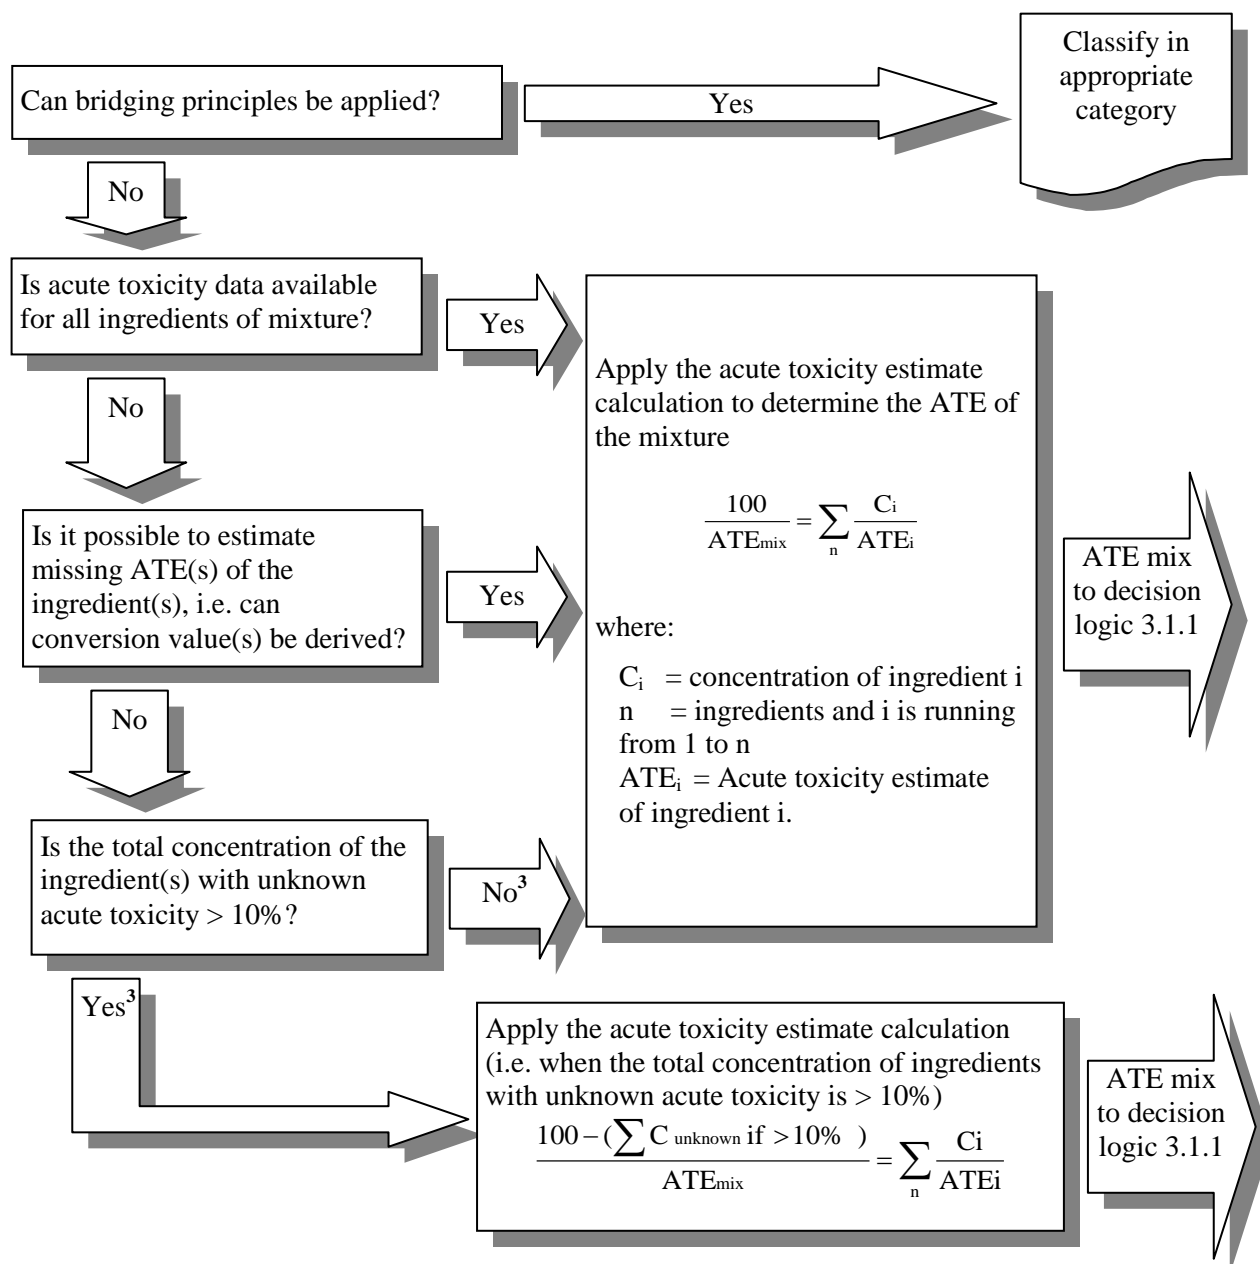 Can bridging principles be applied?
Yes
Classify in
appropriate
category
No
Is acute toxicity data available
for all ingredients of mixture?
Yes
No
Is it possible to estimate
missing ATE(s) of the
ingredient(s), i.e. can
conversion value(s) be derived?
Yes
No
Is the total concentration of the
ingredient(s) with unknown
acute toxicity > 10%?
No³
Yes³
Apply the acute toxicity estimate
calculation to determine the ATE of
the mixture
100
ATEmix
= ∑
n
Ci
ATEi
where:
Ci = concentration of ingredient i
n = ingredients and i is running
from 1 to n
ATEi = Acute toxicity estimate
of ingredient i.
ATE mix
to decision
logic 3.1.1
Apply the acute toxicity estimate calculation
(i.e. when the total concentration of ingredients
with unknown acute toxicity is > 10%)
100 – (∑ C unknown if > 10% )
ATEmix
= ∑
n
Ci
ATEi
ATE mix
to decision
logic 3.1.1